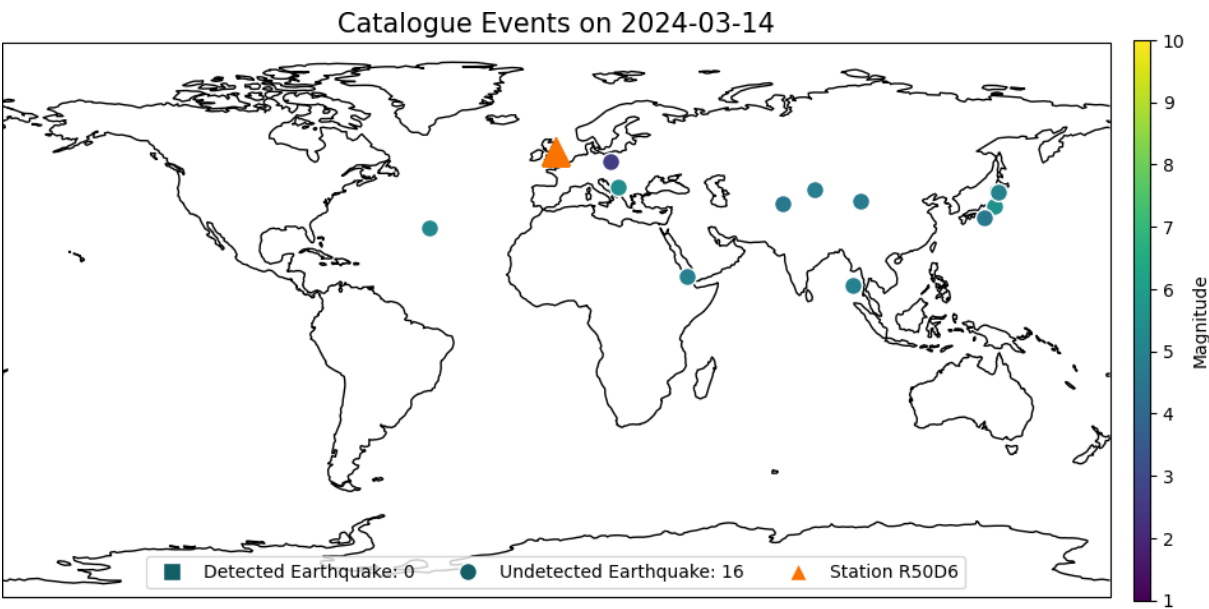 Catalogue Events on 2024-03-14
10
9
8
7
6
5
4
3
2
1
Magnitude
Detected Earthquake: 0
Undetected Earthquake: 16
Station R50D6